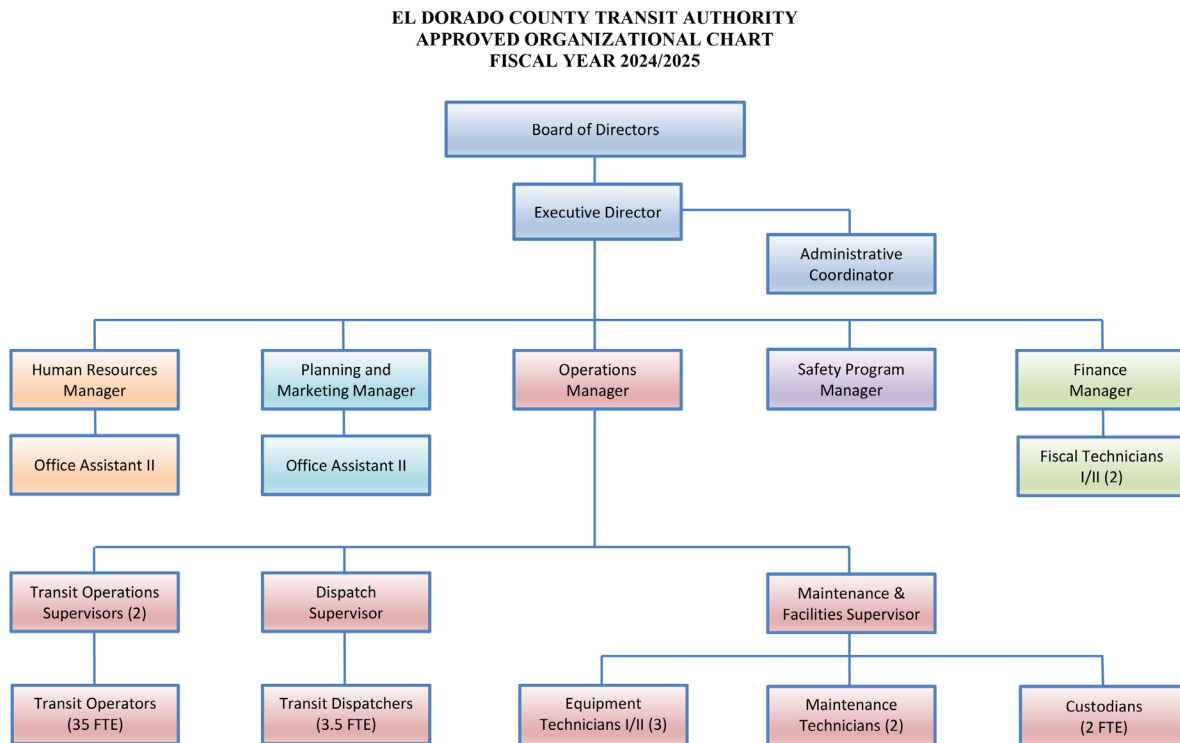 EL DORADO COUNTY TRANSIT AUTHORITY
APPROVED ORGANIZATIONAL CHART
FISCAL YEAR 2024/2025
Board of Directors
Executive Director
Administrative
Coordinator
Human Resources
Manager
Planning and
Marketing Manager
Operations
Manager
Safety Program
Manager
Finance
Manager
Office Assistant II
Office Assistant II
Fiscal Technicians
I/II (2)
Transit Operations
Supervisors (2)
Dispatch
Supervisor
Maintenance &
Facilities Supervisor
Transit Operators
(35 FTE)
Transit Dispatchers
(3.5 FTE)
Equipment
Technicians I/II (3)
Maintenance
Technicians (2)
Custodians
(2 FTE)